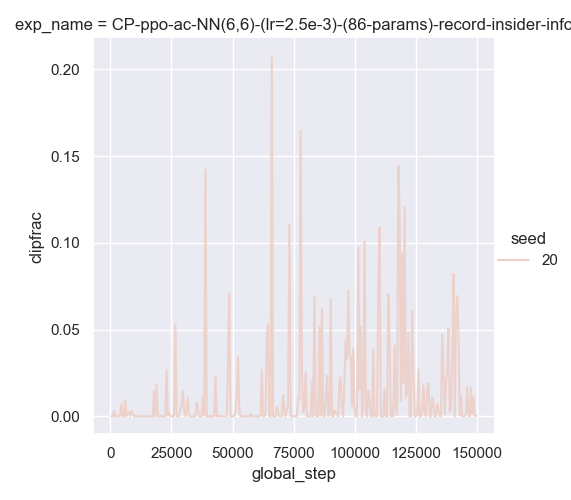 exp_name = CP-ppo-ac-NN(6,6)-(lr=2.5e-3)-(86-params)-record-insider-info
0.20
0.15
0.10
0.05
0.00
clipfrac
0 25000 50000 75000 100000 125000 150000
global_step
seed
20